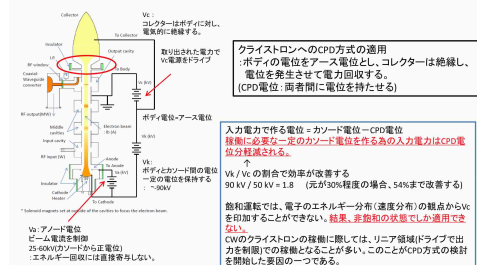 Collector
Vc :
コレクターはボディに対し、
電気的に絶縁する。
To Collector
Insulator
Output cavity
取り出された電力で
Vc電源をドライブ
RF window
To Body
Vc (kV)
Coaxial-
Waveguide
converter
クライストロンへのCPD方式の適用
:ボディの電位をアース電位とし、コレクターは絶縁し、
電位を発生させて電力回収する。
(CPD電位：両者間に電位を持たせる)
RF output(MW)
ボディ電位=アース電位
Middle
cavities
Electron beam
: Ib (A)
Vk (kV)
Input cavity
RF input (W)
Vk :
ボディとカソード間の電位
一定の電位を保持する
: ~-90kV
Anode
To Anode
Va (kV)
Insulator
Cathode
Heater
To Cathode
* Solenoid magnets set at outside of the cavities to focus the electron beam.
Va：アノード電位
ビーム電流を制御
25-60kV(カソードから正電位)
：エネルギー回収には直接寄与しない。
入力電力で作る電位 = カソード電位－CPD電位
稼働に必要な一定のカソード電位を作る為の入力電力はCPD電
位分軽減される。
↑
Vk / Vc の割合で効率が改善する
90 kV / 50 kV = 1.8 (元が30%程度の場合、54%まで改善する)
飽和運転では、電子のエネルギー分布(速度分布)の観点からVc
を印加することができない。結果、非飽和の状態でしか適用でき
ない。
CWのクライストロンの稼働に際しては、リニア領域(ドライブで出
力を制限)での稼働となることが多い。このことがCPD方式の検討
を開始した要因の一つである。